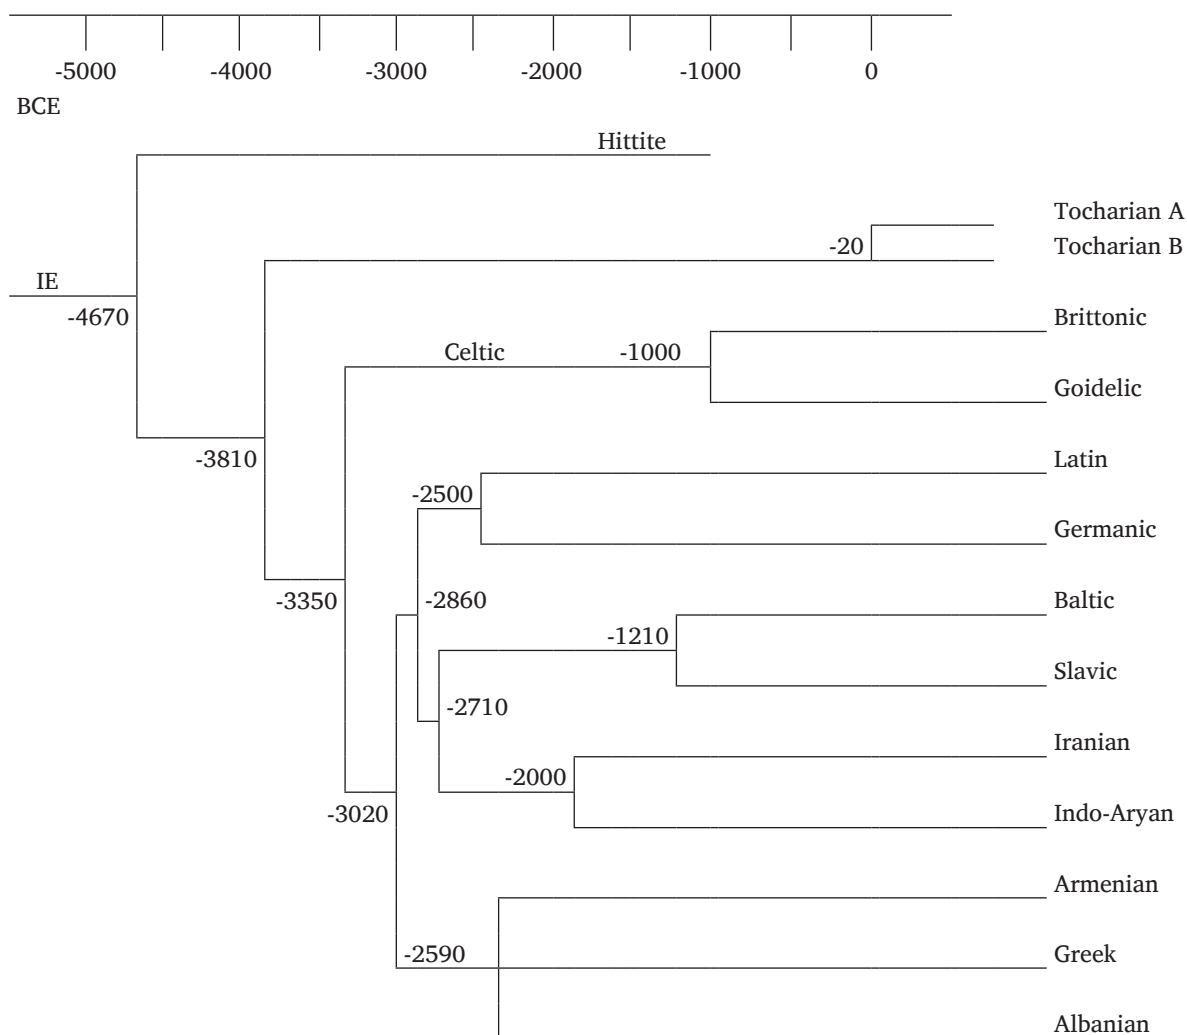 -5000 -4000 -3000 -2000 -1000 0
BCE
Hittite
Tocharian A
-20 Tocharian B
IE
-4670 Brittonic
Celtic -1000
Goidelic
-3810 Latin
-2500
Germanic
-3350 -2860 Baltic
-1210
Slavic
-2710
Iranian
-2000
-3020 Indo-Aryan
Armenian
-2590 Greek
Albanian